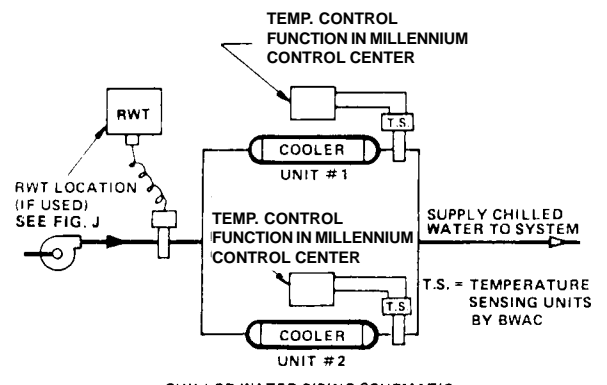 TEMP. CONTROL
FUNCTION IN MILLENNIUM
CONTROL CENTER
RWT
T.S.
COOLER
UNIT #1
RWT LOCATION
(IF USED)
SEE FIG. J
TEMP. CONTROL
FUNCTION IN MILLENNIUM
CONTROL CENTER
SUPPLY CHILLED
WATER TO SYSTEM
T.S. = TEMPERATURE
SENSING UNITS
BY BWAC
T.S
COOLER
UNIT #2